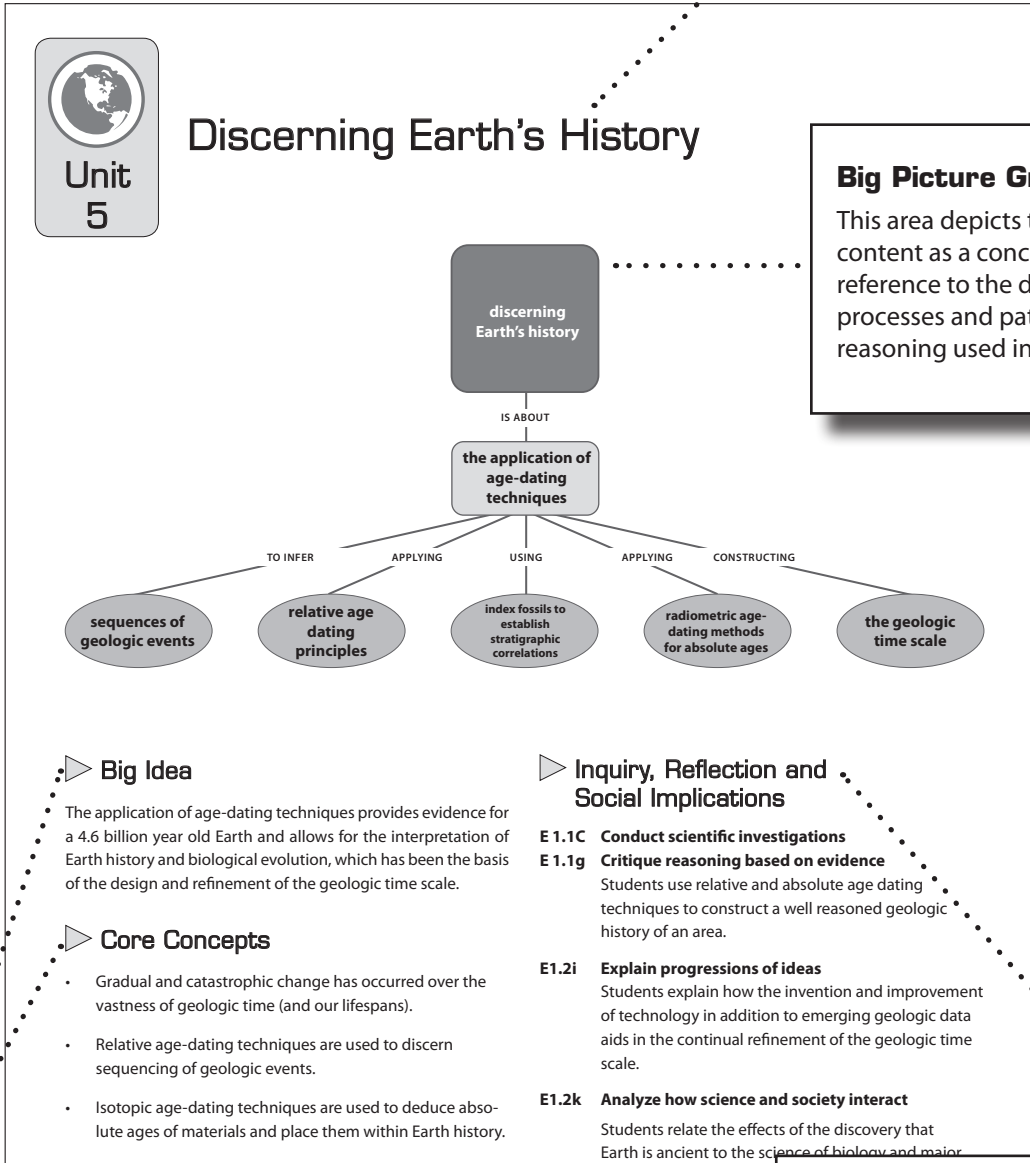 Unit
5
Discerning Earth's History
Big Picture
This area depicts
content as a
reference to the
processes and
reasoning used in
discerning
Earth's history
IS ABOUT
the application of
age-dating
techniques
TO INFER
APPLYING
USING
APPLYING
CONSTRUCTING
sequences of
geologic events
relative age
dating
principles
index fossils to
establish
stratigraphic
correlations
radiometric age-
dating methods
for absolute ages
the geologic
time scale
Big Idea
The application of age-dating techniques provides evidence for
a 4.6 billion year old Earth and allows for the interpretation of
Earth history and biological evolution, which has been the basis
of the design and refinement of the geologic time scale.
Core Concepts
• Gradual and catastrophic change has occurred over the
vastness of geologic time (and our lifespans).
• Relative age-dating techniques are used to discern
sequencing of geologic events.
• Isotopic age-dating techniques are used to deduce abso-
lute ages of materials and place them within Earth history.
Inquiry, Reflection and
Social Implications
E 1.1C Conduct scientific investigations
E 1.1g Critique reasoning based on evidence
Students use relative and absolute age dating
techniques to construct a well reasoned geologic
history of an area.
E1.2i Explain progressions of ideas
Students explain how the invention and improvement
of technology in addition to emerging geologic data
aids in the continual refinement of the geologic time
scale.
E1.2k Analyze how science and society interact
Students relate the effects of the discovery that
Earth is ancient to the science of biology and major